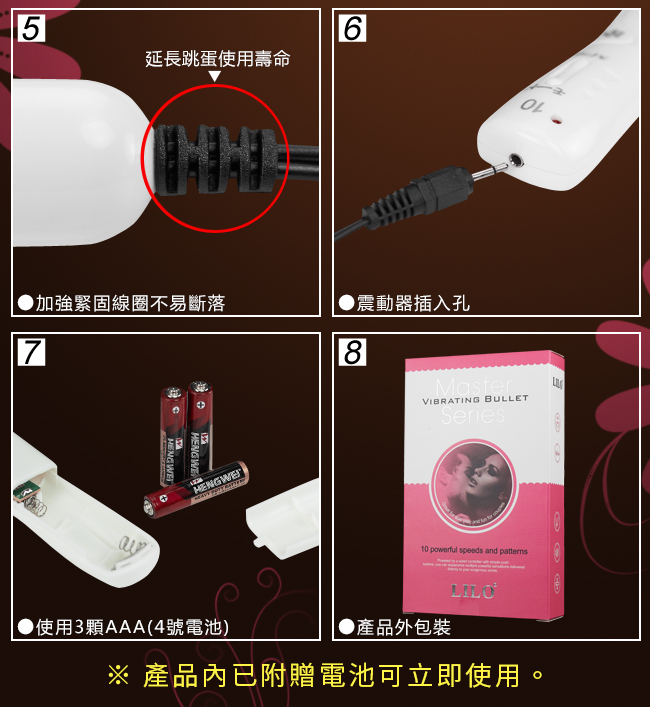 5
延長跳蛋使用壽命
●加強緊固線圈不易斷落
6
10
●震動器插入孔
7
HENGWEI
HENGWEI
HENGWEI
●使用3顆AAA(4號電池)
8
Master
VIBRATING BULLET
Series
10 powerful speeds and patterns
LILO
LILO
●產品外包裝
※ 產品內已附贈電池可立即使用。